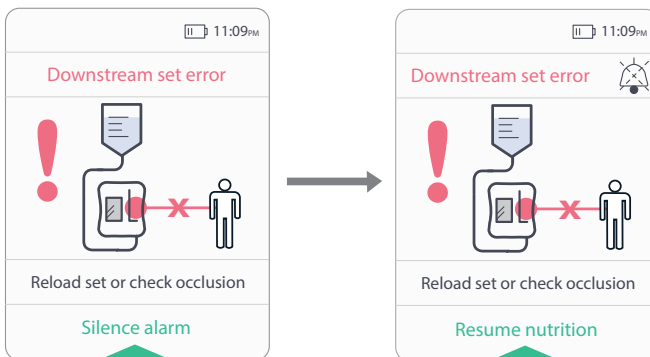 11:09PM
Downstream set error
Reload set or check occlusion
Silence alarm
11:09PM
Downstream set error
Reload set or check occlusion
Resume nutrition